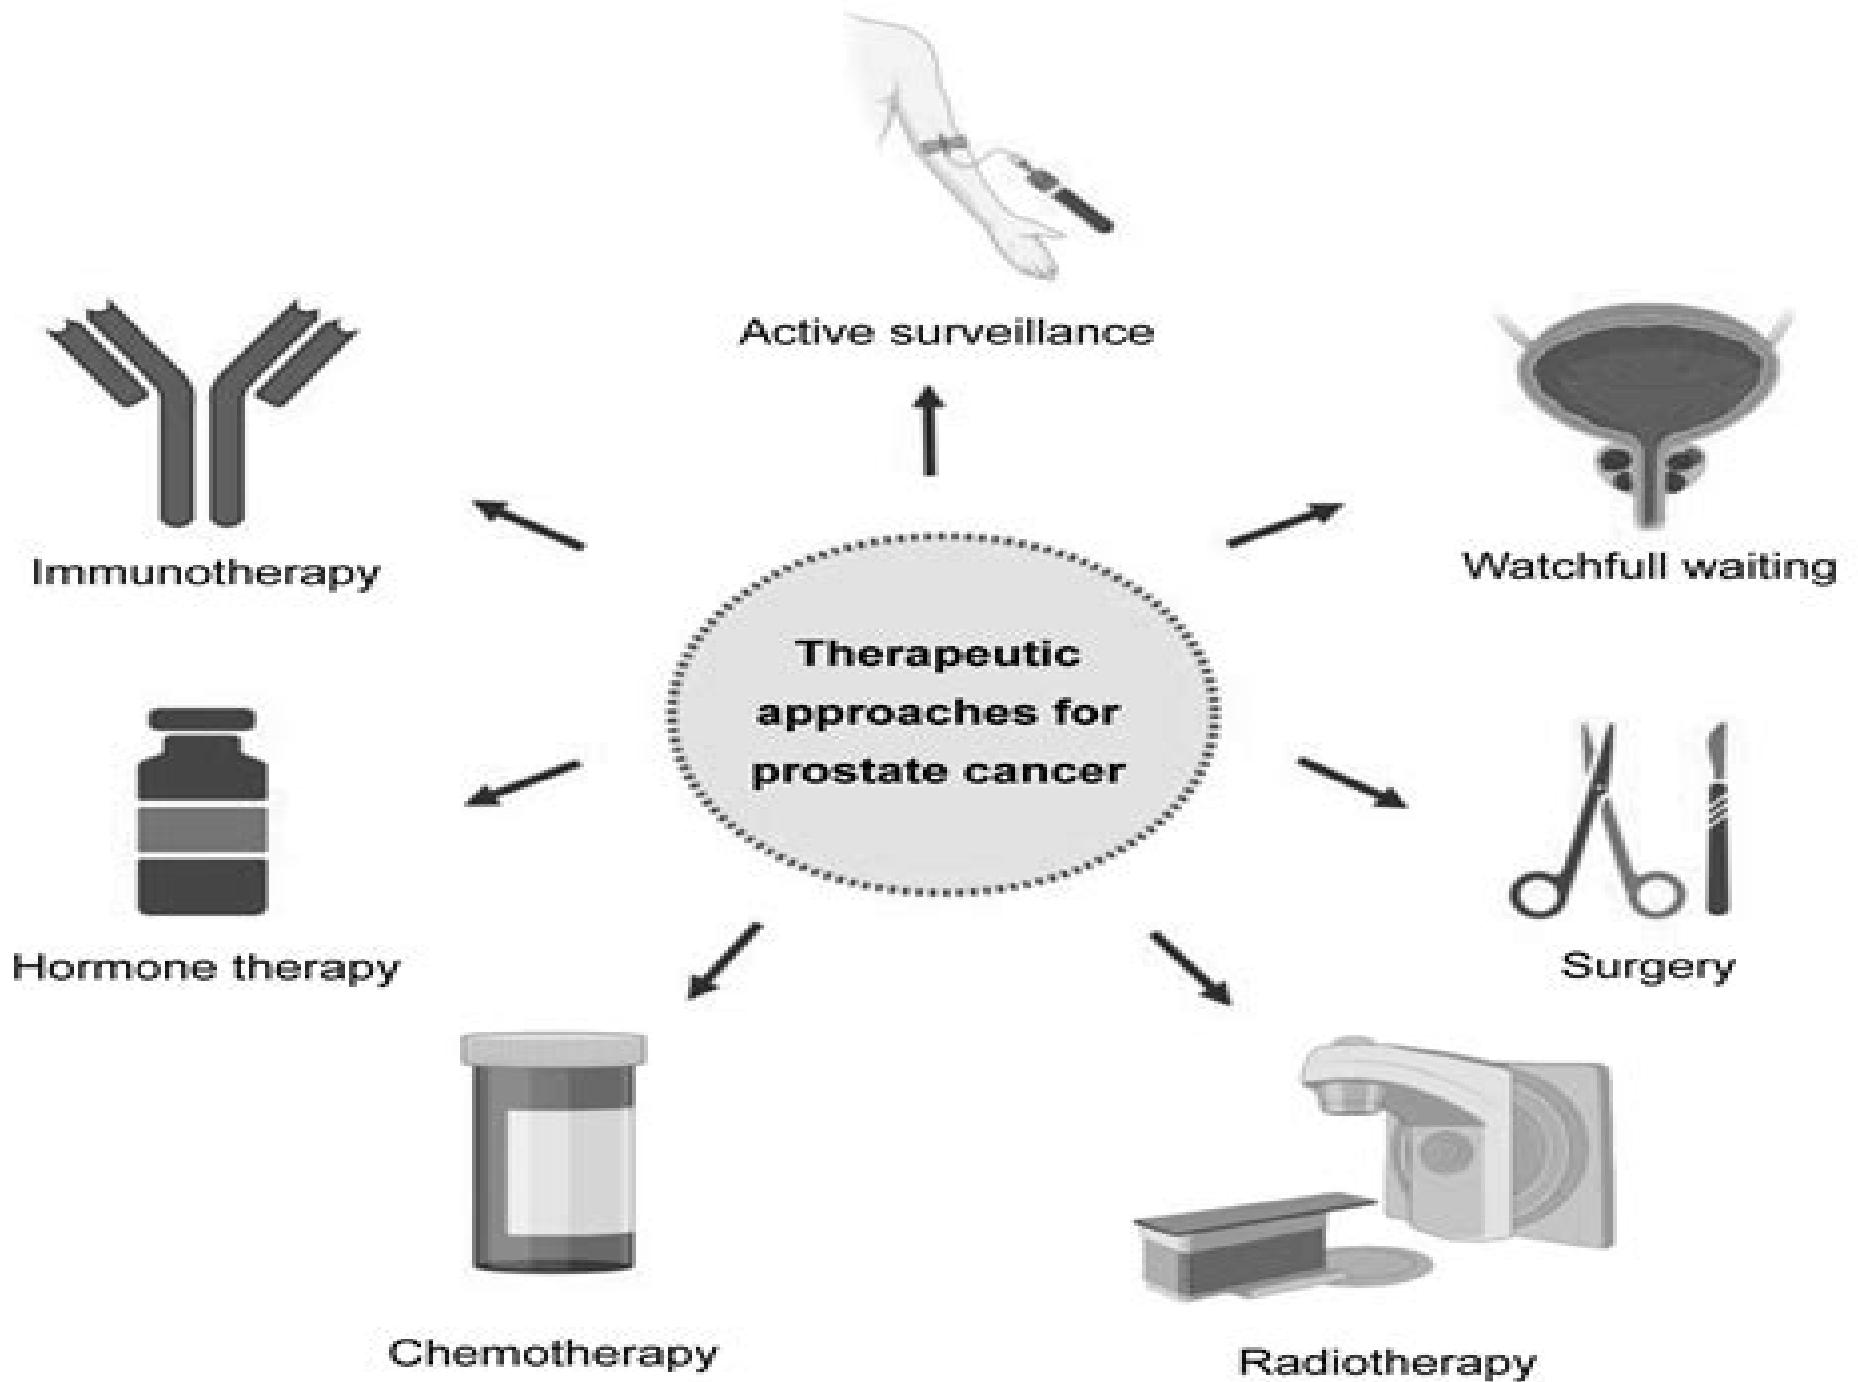 Active surveillance
Immunotherapy
Watchfull waiting
Therapeutic
approaches for
prostate cancer
Hormone therapy
Surgery
Chemotherapy
Radiotherapy